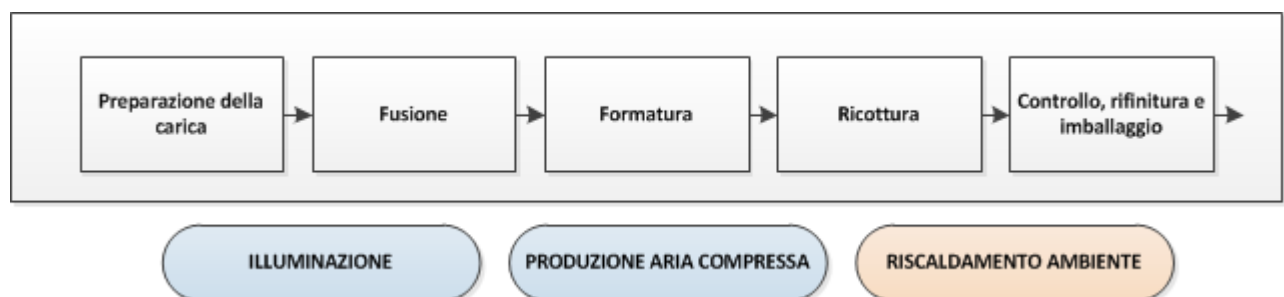 Preparazione della
carica
Fusione
Formatura
Ricottura
Controllo, rifinitura e
imballaggio
ILLUMINAZIONE
PRODUZIONE ARIA COMPRESSA
RISCALDAMENTO AMBIENTE